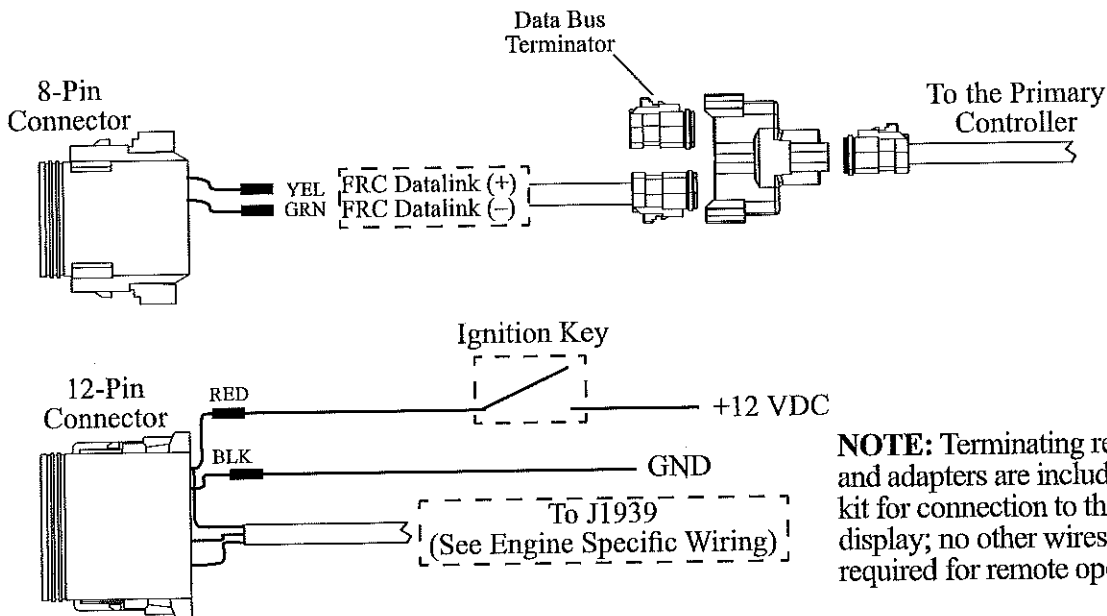 Data Bus
Terminator
8-Pin
Connector
To the Primary
Controller
YEL
FRC Datalink (+)
GRN
FRC Datalink (–)
Ignition Key
12-Pin
Connector
RED
+12 VDC
BLK
GND
To J1939
(See Engine Specific Wiring)
NOTE: Terminating
and adapters are
kit for connection to
display; no other wires
required for remote